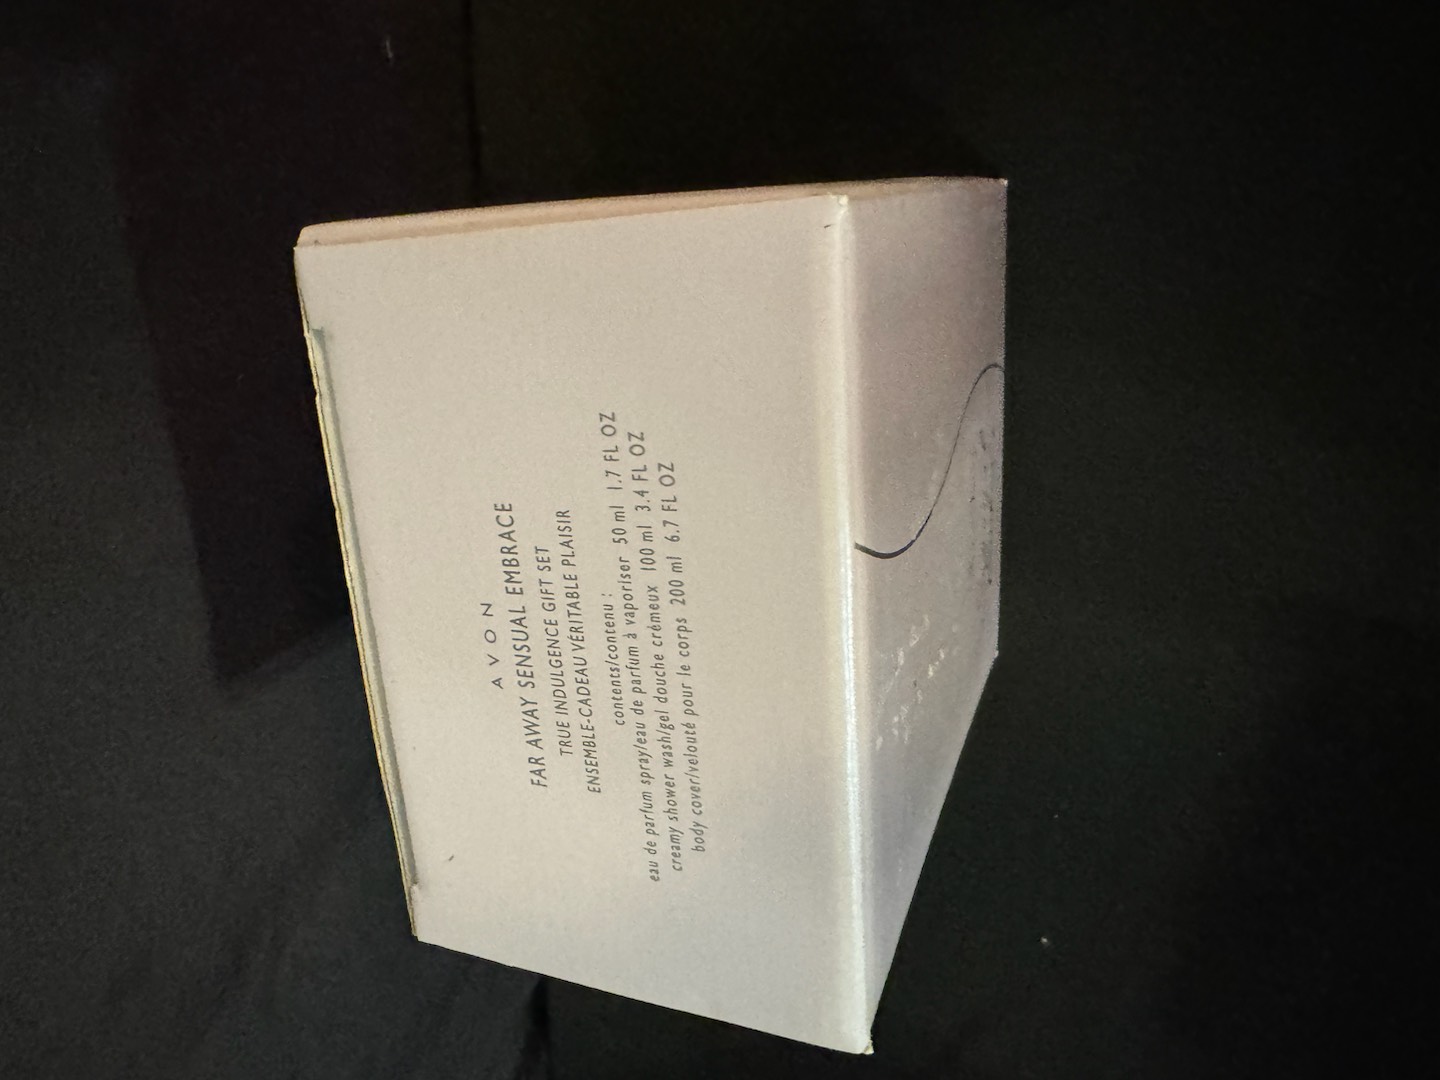 AVON
FAR AWAY SENSUAL EMBRACE
TRUE INDULGENCE GIFT SET
ENSEMBLE-CADEAU VÉRITABLE PLAISIR
contents/contenu :
eau de parfum spray/eau de parfum à vaporiser 50 ml 1.7 FL OZ
creamy shower wash/gel douche crémeux 100 ml 3.4 FL OZ
body cover/velouté pour le corps 200 ml 6.7 FL OZ